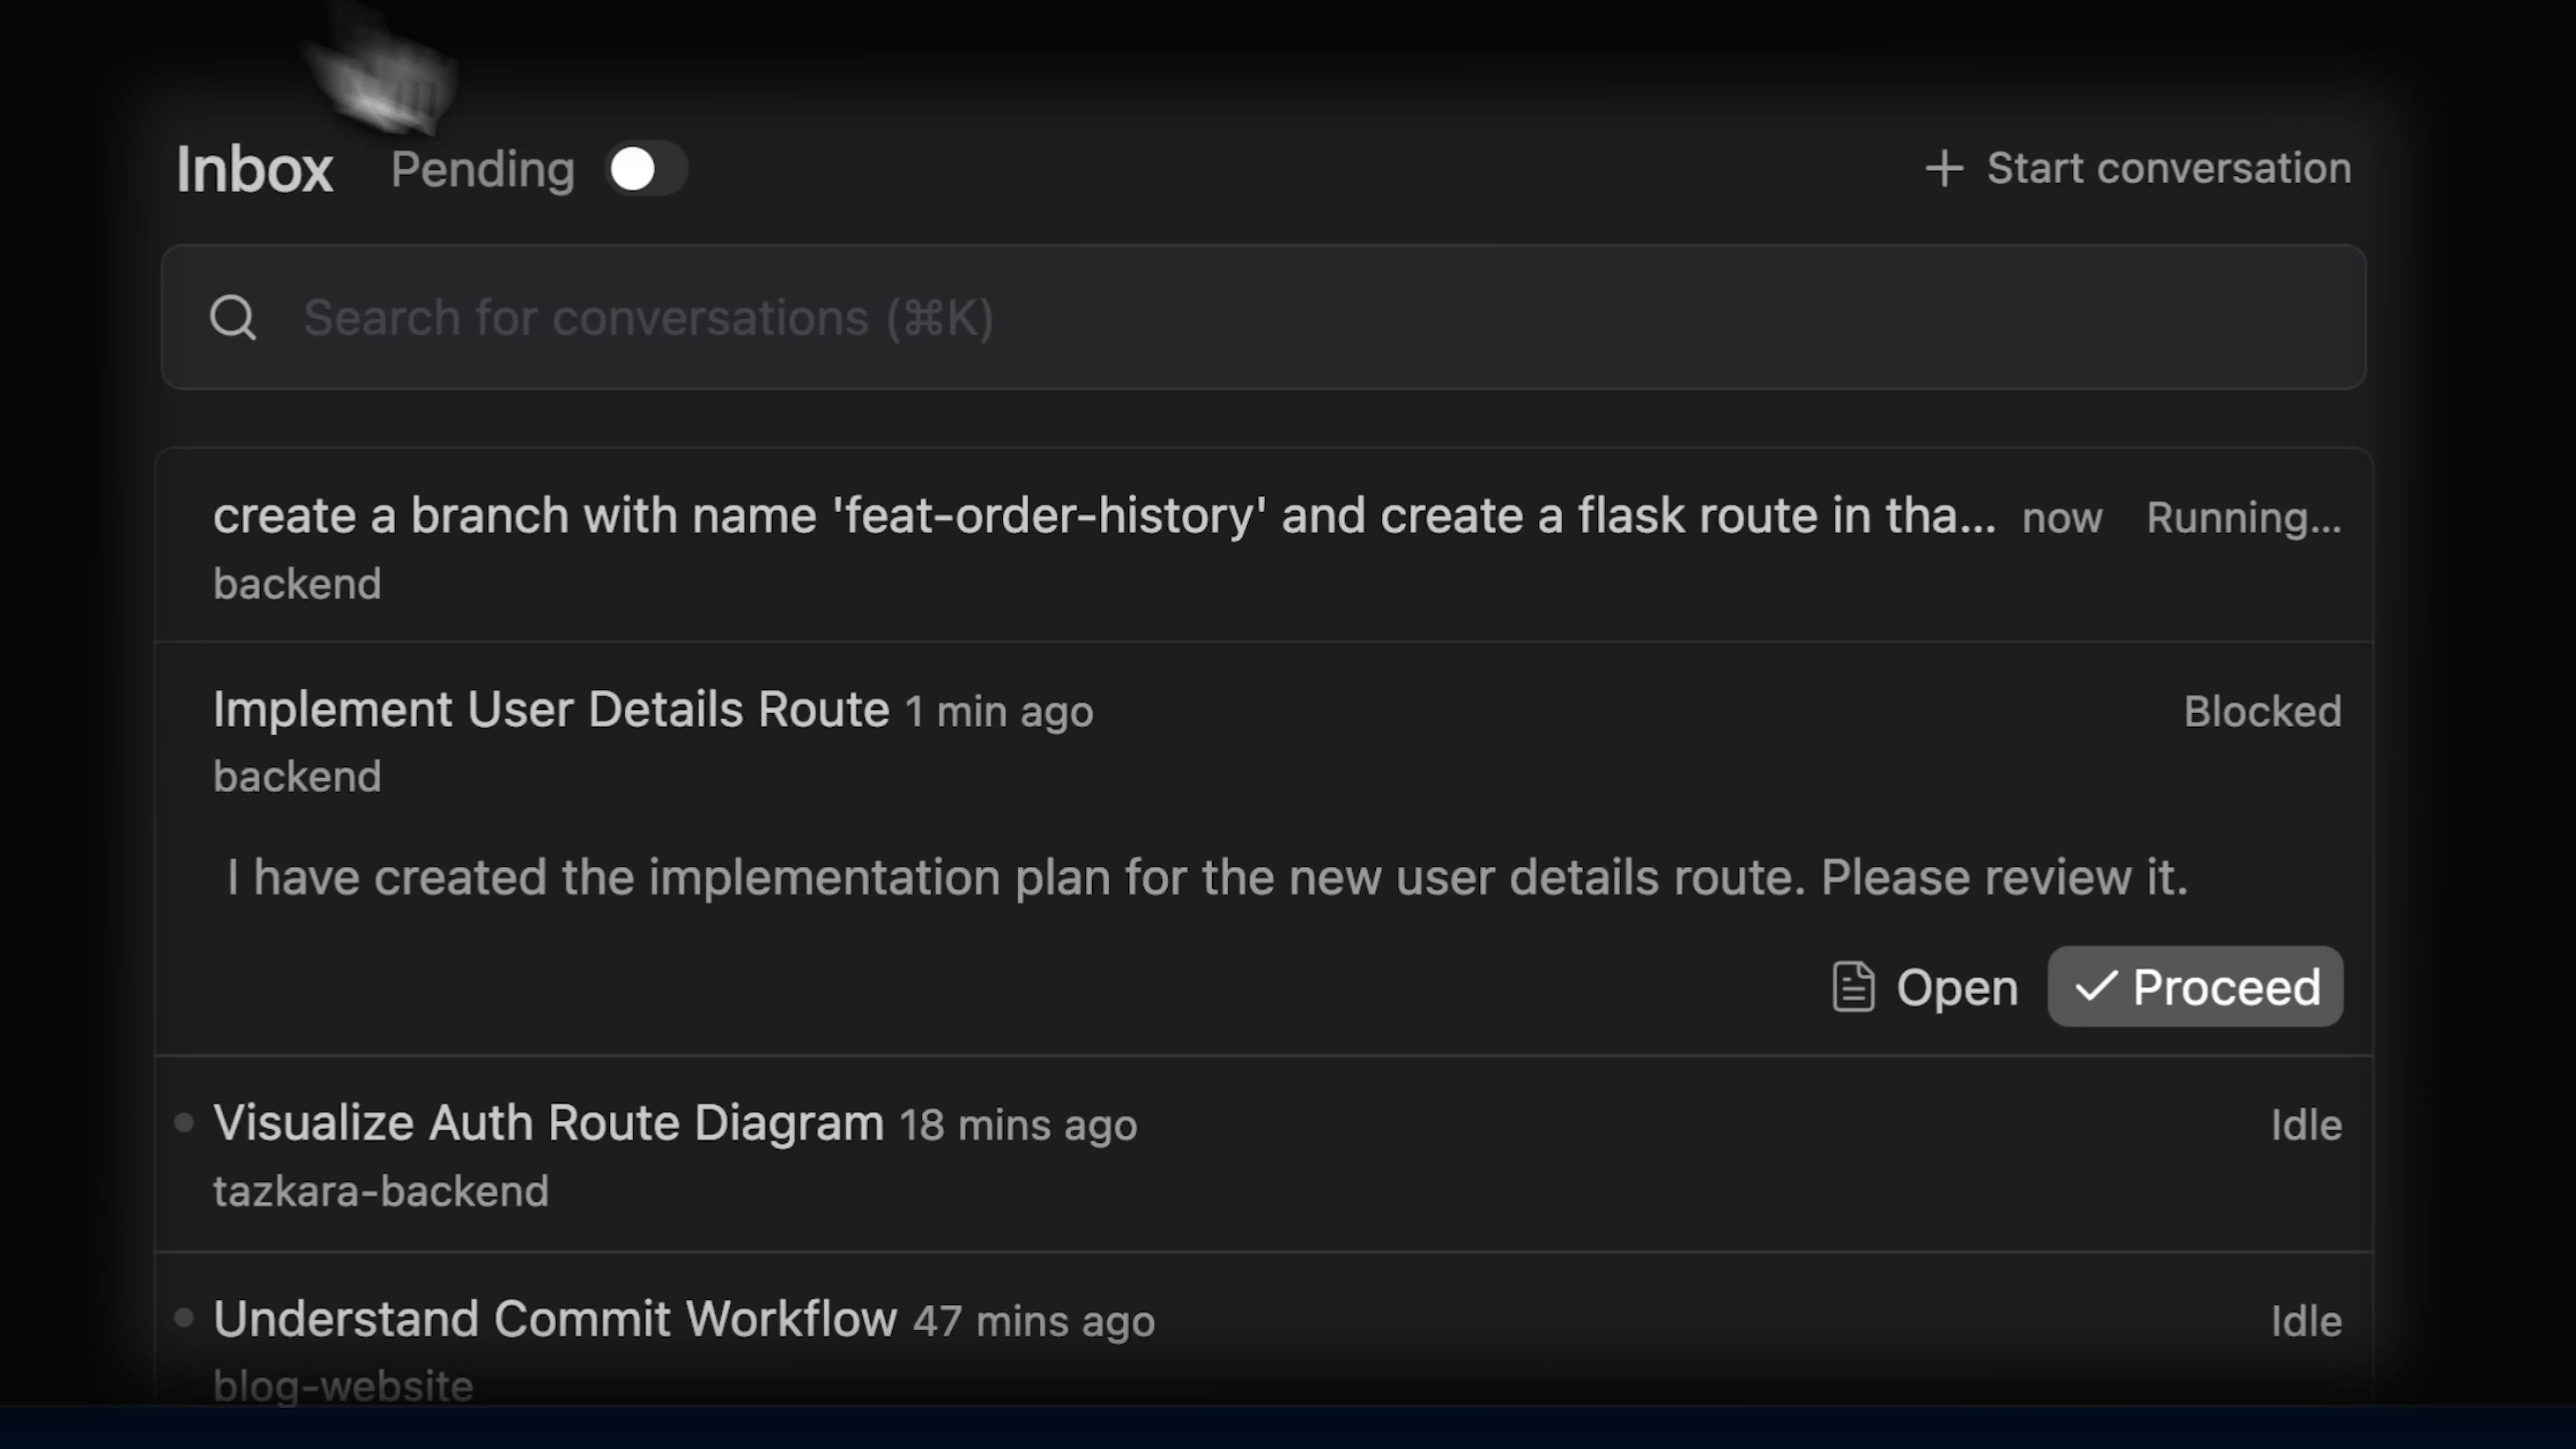 Inbox Pending + Start conversation
Search for conversations (⌘K)
create a branch with name 'feat-order-history' and create a flask route in tha... now Running...
backend
Implement User Details Route 1 min ago Blocked
backend
I have created the implementation plan for the new user details route. Please review it.
Open Proceed
Visualize Auth Route Diagram 18 mins ago Idle
tazkara-backend
Understand Commit Workflow 47 mins ago Idle
blog-website